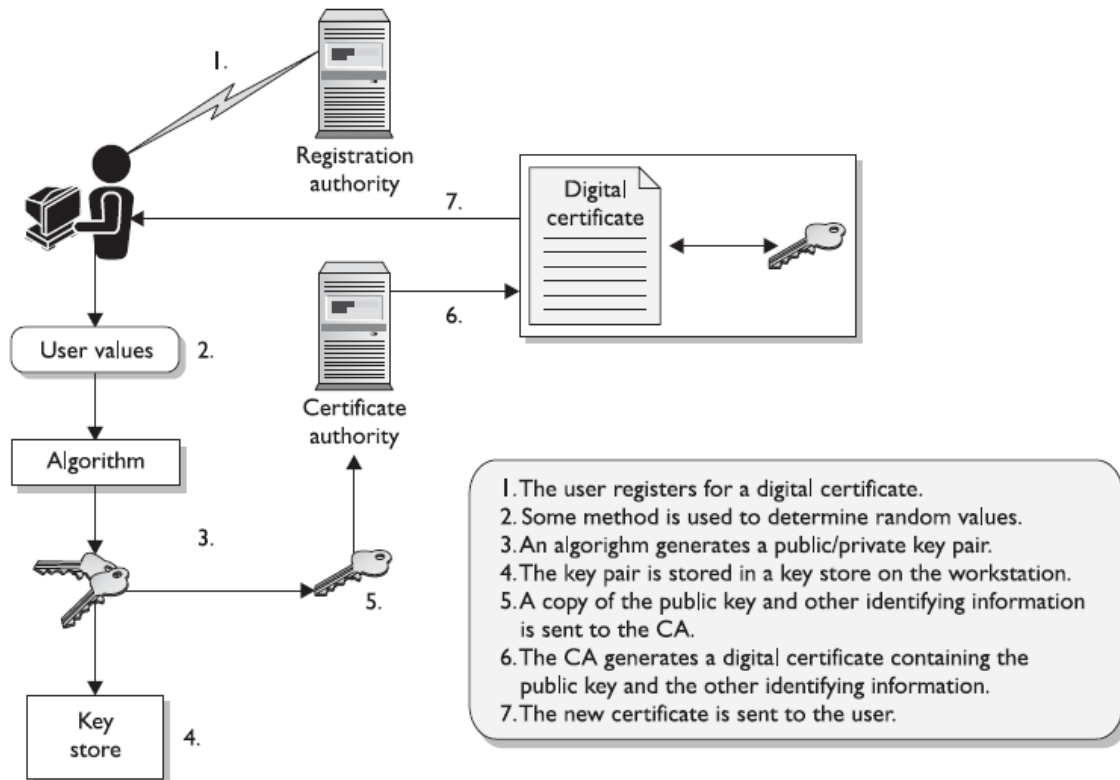 1.
Registration
authority
7.
Digital
certificate
6.
User values
2.
Certificate
authority
Algorithm
3.
5.
Key
store
4.
1. The user registers for a digital certificate.
2. Some method is used to determine random values.
3. An algorighm generates a public/private key pair.
4. The key pair is stored in a key store on the workstation.
5. A copy of the public key and other identifying information
is sent to the CA.
6. The CA generates a digital certificate containing the
public key and the other identifying information.
7. The new certificate is sent to the user.